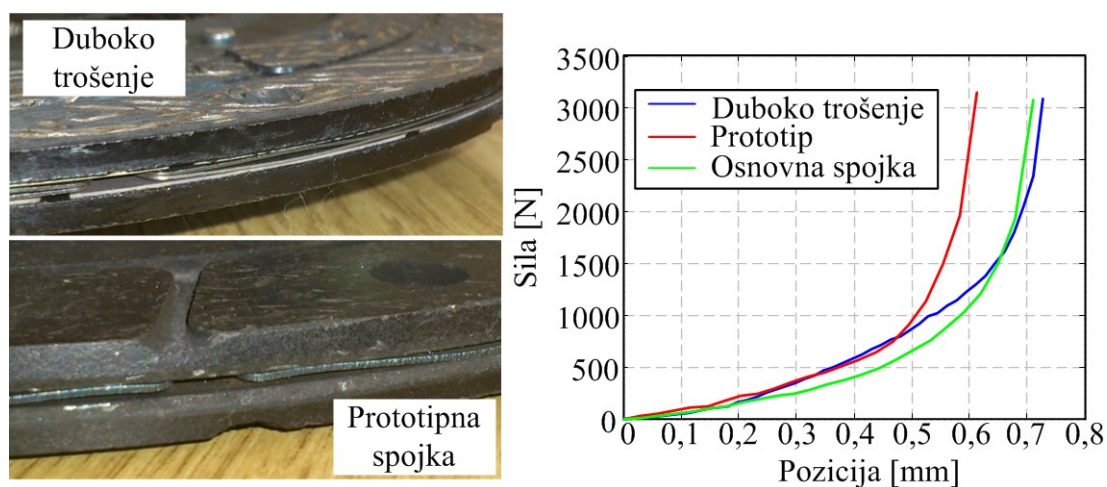 Duboko
trošenje
Prototipna
spojka
3500
3000
2500
2000
1500
1000
500
0
Sila [N]
Duboko trošenje
Prototip
Osnovna spojka
0 0,1 0,2 0,3 0,4 0,5 0,6 0,7 0,8
Pozicija [mm]